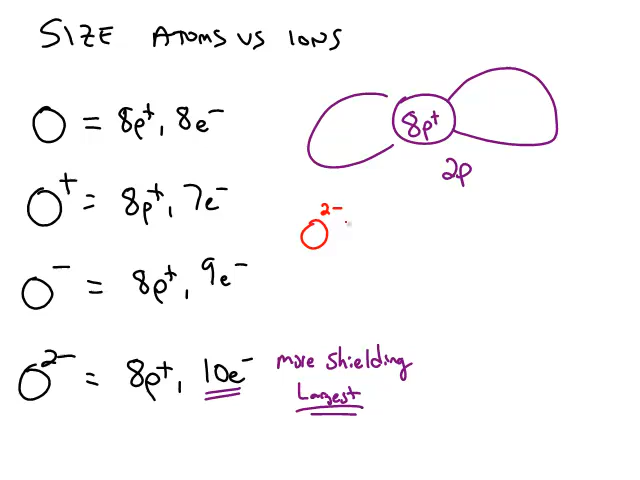 SIZE ATOMS VS IONS
O = 8p⁺, 8e⁻
8p⁺
2p
O⁺ = 8p⁺, 7e⁻
O²⁻
O⁻ = 8p⁺, 9e⁻
O²⁻ = 8p⁺, 10e⁻
more shielding
Largest